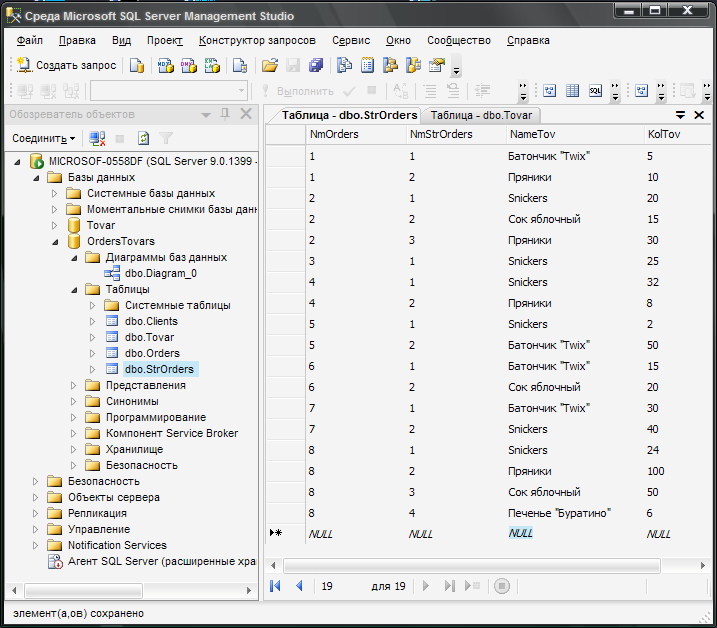 Среда Microsoft SQL Server Management Studio
Файл Правка Вид Проект Конструктор запросов Сервис Окно Сообщество Справка
Создать запрос
Выполнить
Обозреватель объектов
Соединить
MICROSOF-0558DF (SQL Server 9.0.1399 -
Базы данных
Системные базы данных
Моментальные снимки базы данн
Tovar
OrdersTovars
Диаграммы баз данных
dbo.Diagram_0
Таблицы
Системные таблицы
dbo.Clients
dbo.Tovar
dbo.Orders
dbo.StrOrders
Представления
Синонимы
Программирование
Компонент Service Broker
Хранилище
Безопасность
Безопасность
Объекты сервера
Репликация
Управление
Notification Services
Агент SQL Server (расширенные хра
Таблица - dbo.StrOrders Таблица - dbo.Tovar
NmOrders NmStrOrders NameTov KolTov
1 1 Батончик "Twix" 5
1 2 Пряники 10
2 1 Snickers 20
2 2 Сок яблочный 15
2 3 Пряники 30
3 1 Snickers 25
4 1 Snickers 32
4 2 Пряники 8
5 1 Snickers 2
5 2 Батончик "Twix" 50
6 1 Батончик "Twix" 15
6 2 Сок яблочный 20
7 1 Батончик "Twix" 30
7 2 Snickers 40
8 1 Snickers 24
8 2 Пряники 100
8 3 Сок яблочный 50
8 4 Печенье "Буратино" 6
NULL NULL NULL NULL
19 для 19
элемент(а,ов) сохранено